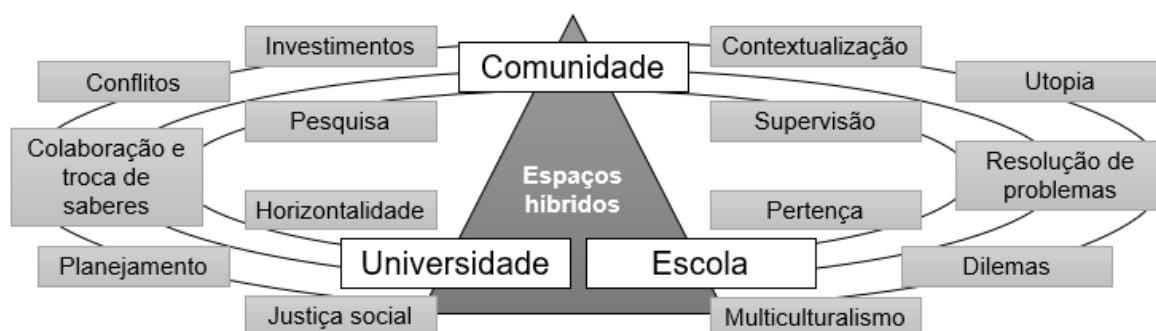 Investimentos
Contextualização
Comunidade
Conflitos
Utopia
Pesquisa
Supervisão
Colaboração e
troca de
saberes
Espaços
híbridos
Resolução de
problemas
Horizontalidade
Pertença
Universidade
Escola
Planejamento
Dilemas
Justiça social
Multiculturalismo